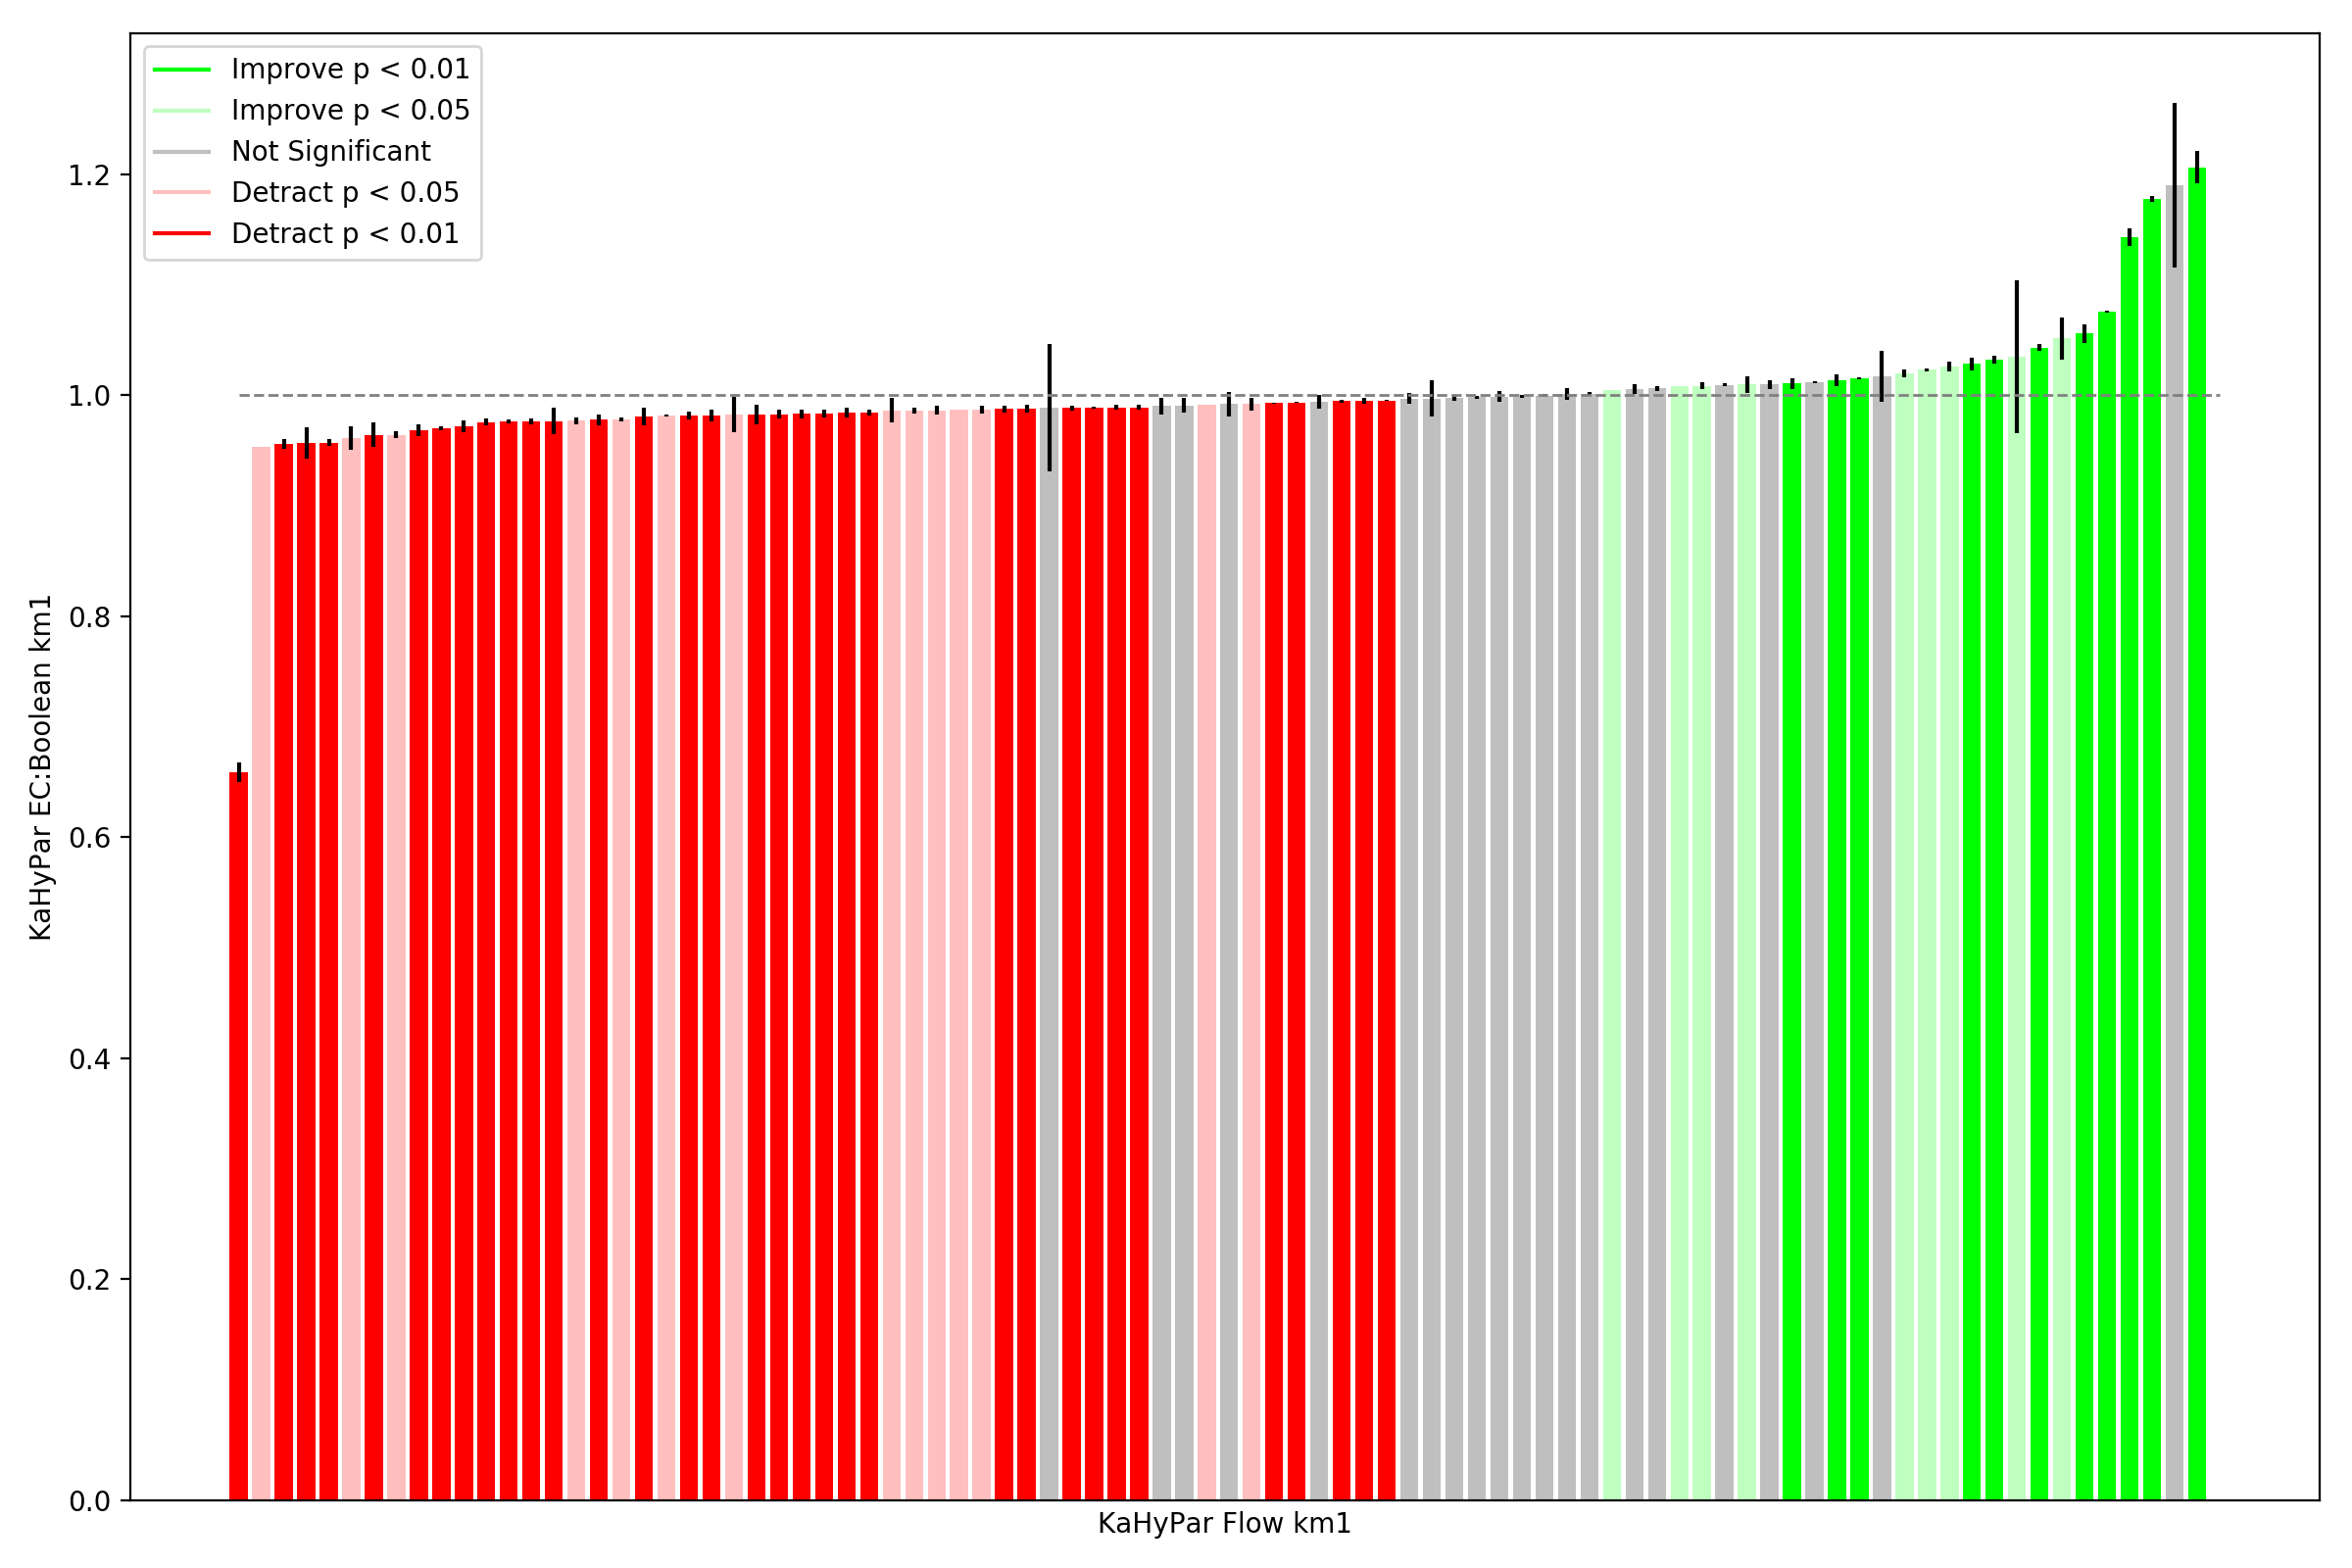 Improve p < 0.01
Improve p < 0.05
Not Significant
Detract p < 0.05
Detract p < 0.01
1.2
1.0
0.8
0.6
0.4
0.2
0.0
KaHyPar EC:Boolean km1
KaHyPar Flow km1